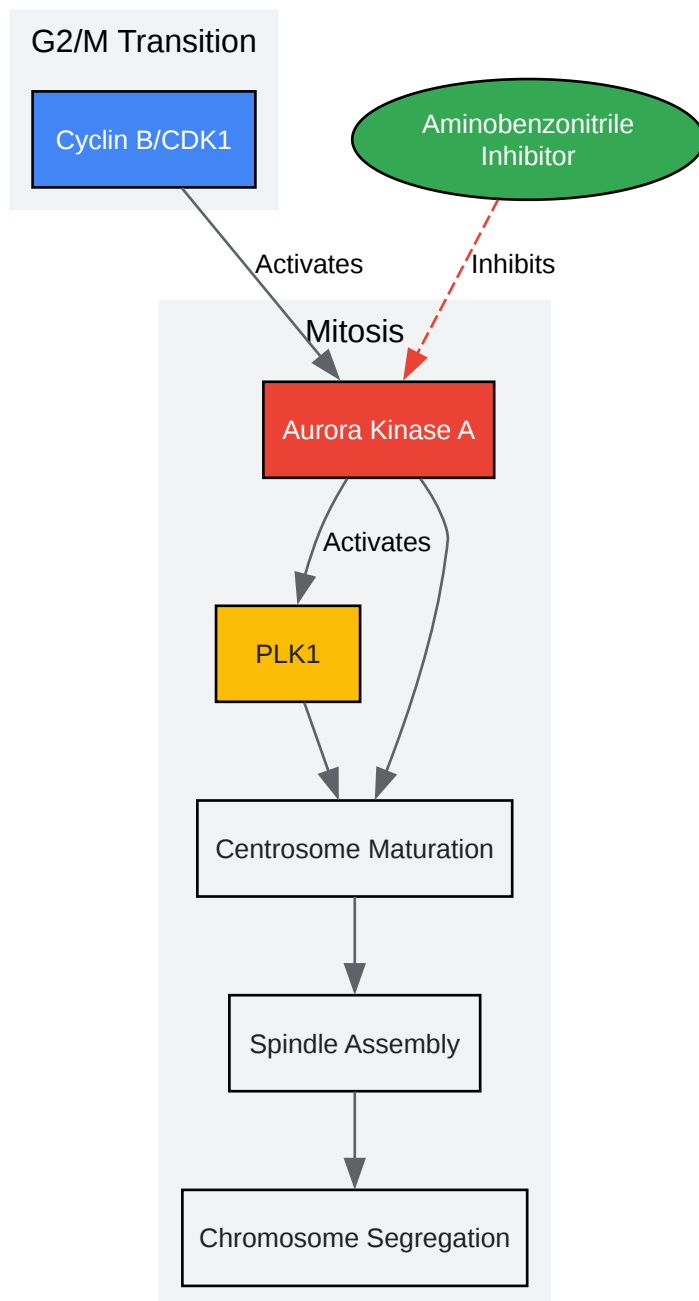 G2/M Transition
Cyclin B/CDK1
Aminobenzonitrile
Inhibitor
Activates
Inhibits
Mitosis
Aurora Kinase A
Activates
PLK1
Centrosome Maturation
Spindle Assembly
Chromosome Segregation